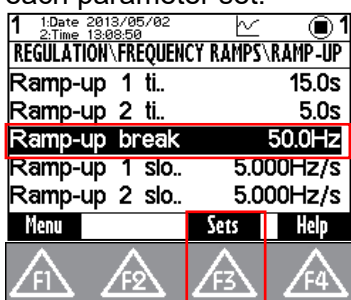 each parameter set.
1 1:Date 2013/05/02 1
2:Time 13:08:50
REGULATION\FREQUENCY RAMPS\RAMP-UP
Ramp-up 1 ti.. 15.0s
Ramp-up 2 ti.. 5.0s
Ramp-up break 50.0Hz
Ramp-up 1 slo.. 5.000Hz/s
Ramp-up 2 slo.. 5.000Hz/s
Menu Sets Help
F1 F2 F3 F4